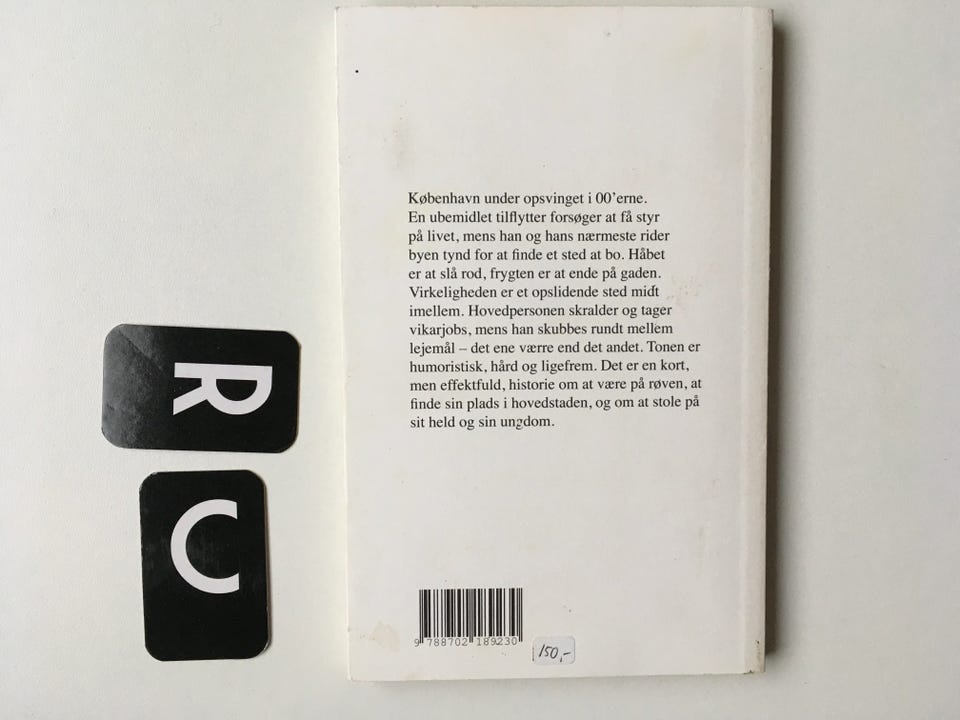 København under opsvinget i 00'erne.
En ubemidlet tilflytter forsøger at få styr
på livet, mens han og hans nærmeste rider
byen tynd for at finde et sted at bo. Håbet
er at slå rod, frygten er at ende på gaden.
Virkeligheden er et opslidende sted midt
imellem. Hovedpersonen skralder og tager
vikarjobs, mens han skubbes rundt mellem
lejemål – det ene værre end det andet. Tonen er
humoristisk, hård og ligefrem. Det er en kort,
men effektfuld, historie om at være på røven, at
finde sin plads i hovedstaden, og om at stole på
sit held og sin ungdom.
R
C
9 788702 189230
150,-